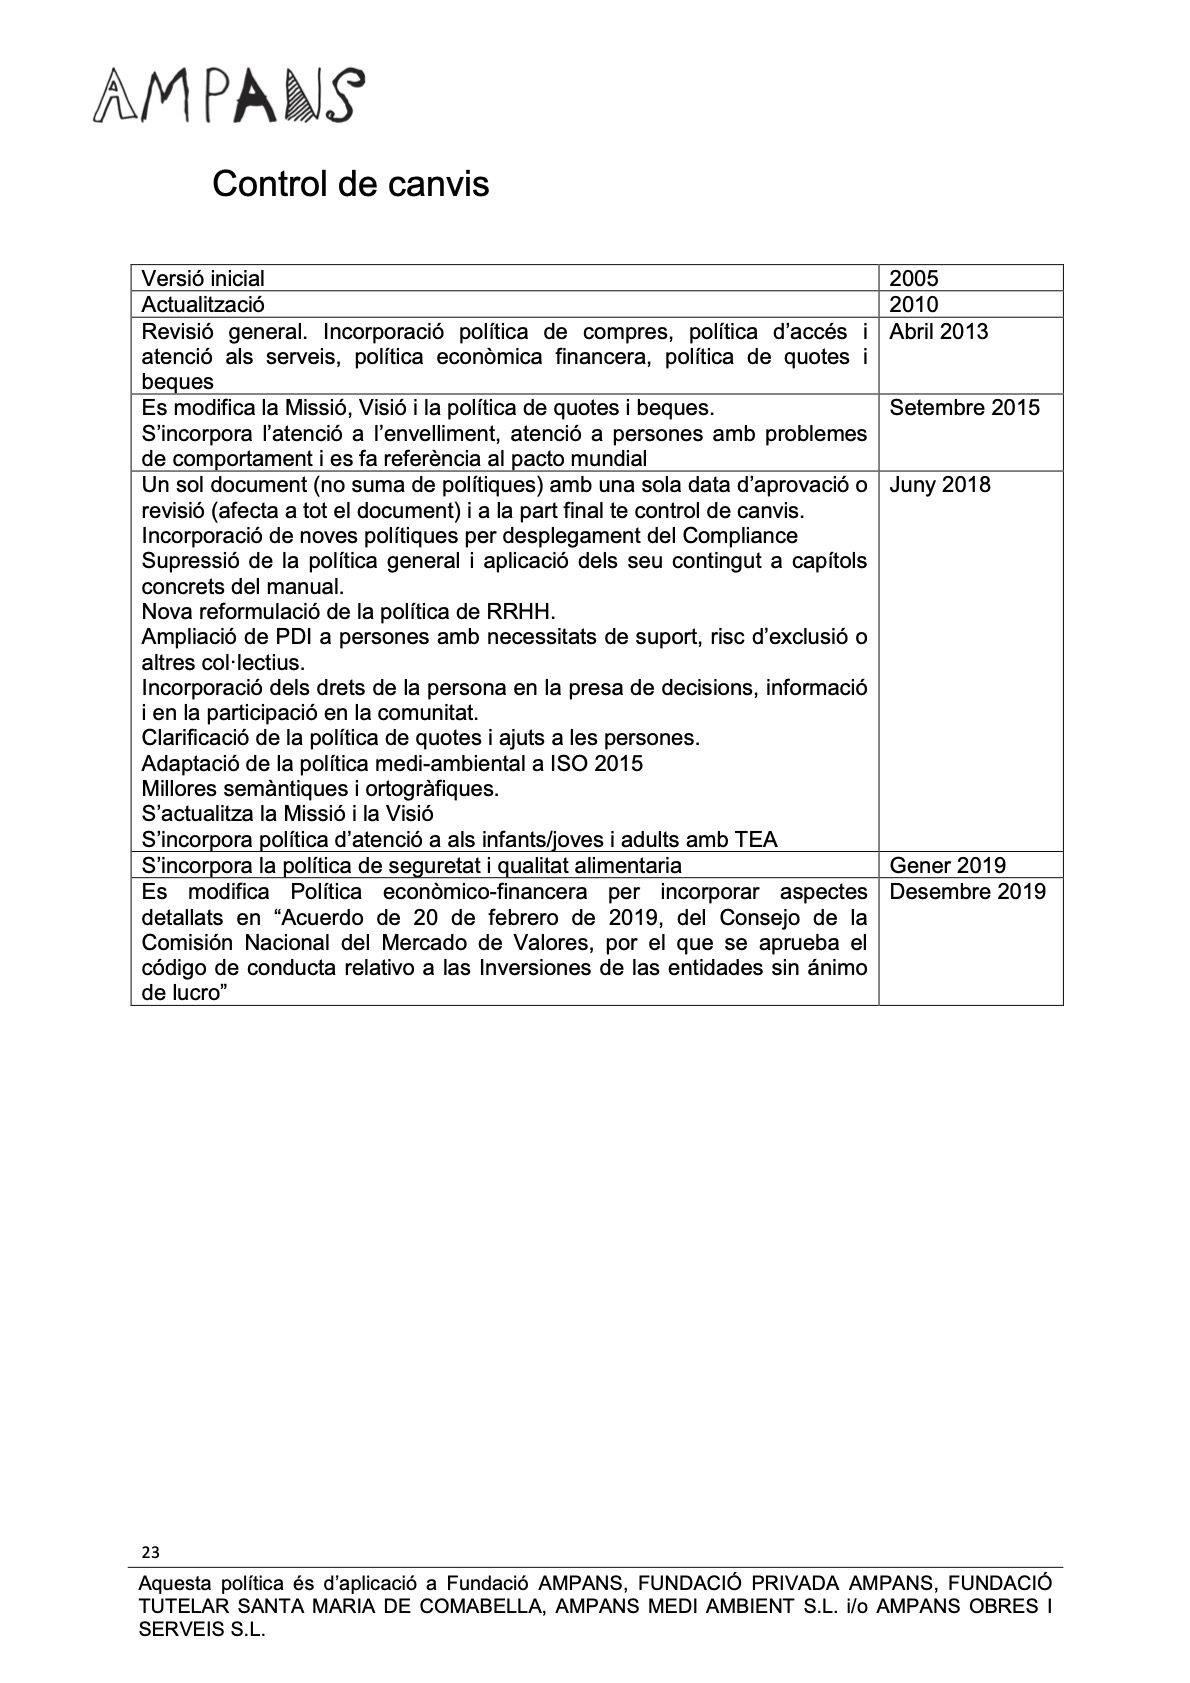 AMPANS
Control de canvis
Versió inicial 2005
Actualització 2010
Revisió general. Incorporació política de compres, política d’accés i Abril 2013
atenció als serveis, política econòmica financera, política de quotes i
beques
Es modifica la Missió, Visió i la política de quotes i beques. Setembre 2015
S’incorpora l’atenció a l’envelliment, atenció a persones amb problemes
de comportament i es fa referència al pacto mundial
Un sol document (no suma de polítiques) amb una sola data d’aprovació o Juny 2018
revisió (afecta a tot el document) i a la part final te control de canvis.
Incorporació de noves polítiques per desplegament del Compliance
Supressió de la política general i aplicació dels seu contingut a capítols
concrets del manual.
Nova reformulació de la política de RRHH.
Ampliació de PDI a persones amb necessitats de suport, risc d’exclusió o
altres col·lectius.
Incorporació dels drets de la persona en la presa de decisions, informació
i en la participació en la comunitat.
Clarificació de la política de quotes i ajuts a les persones.
Adaptació de la política medi-ambiental a ISO 2015
Millores semàntiques i ortogràfiques.
S’actualitza la Missió i la Visió
S’incorpora política d’atenció a als infants/joves i adults amb TEA
S’incorpora la política de seguretat i qualitat alimentaria Gener 2019
Es modifica Política econòmico-financera per incorporar aspectes Desembre 2019
detallats en “Acuerdo de 20 de febrero de 2019, del Consejo de la
Comisión Nacional del Mercado de Valores, por el que se aprueba el
código de conducta relativo a las Inversiones de las entidades sin ánimo
de lucro”
23
Aquesta política és d’aplicació a Fundació AMPANS, FUNDACIÓ PRIVADA AMPANS, FUNDACIÓ
TUTELAR SANTA MARIA DE COMABELLA, AMPANS MEDI AMBIENT S.L. i/o AMPANS OBRES I
SERVEIS S.L.